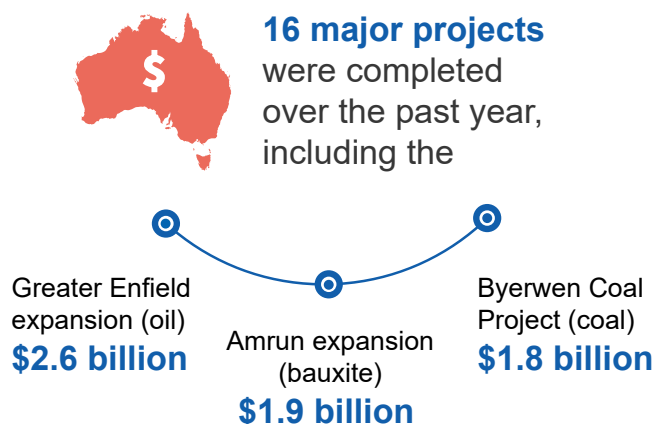 $
16 major projects
were completed
over the past year,
including the
Greater Enfield
expansion (oil)
$2.6 billion
Amrun expansion
(bauxite)
$1.9 billion
Byerwen Coal
Project (coal)
$1.8 billion